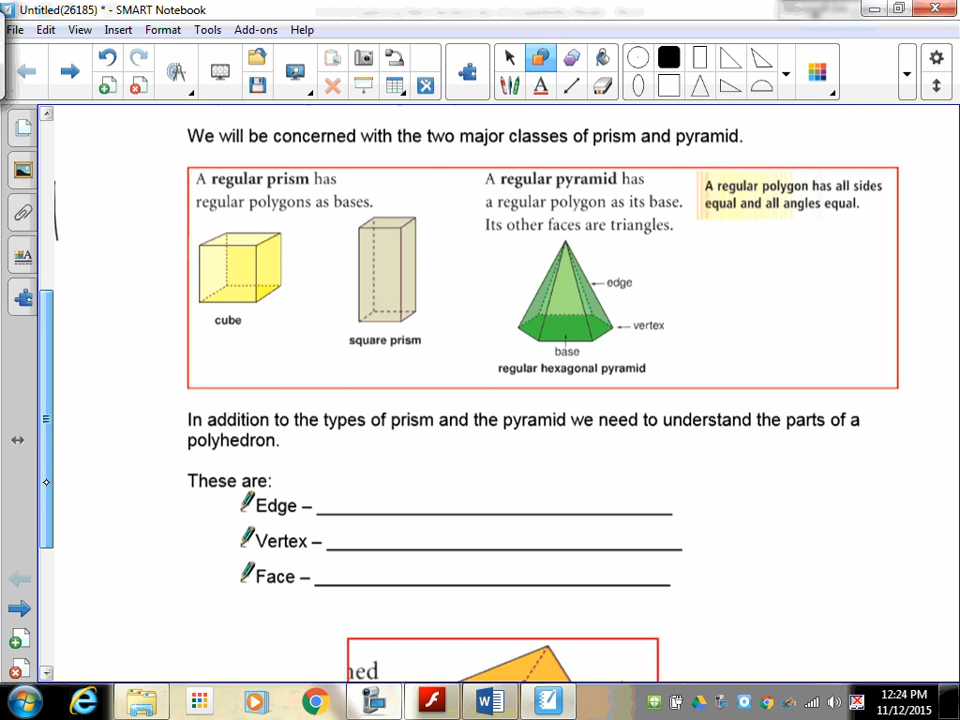 Untitled(26185) * - SMART Notebook
File Edit View Insert Format Tools Add-ons Help
We will be concerned with the two major classes of prism and pyramid.
A regular prism has
regular polygons as bases.
cube
square prism
A regular pyramid has
a regular polygon as its base.
Its other faces are triangles.
edge
vertex
base
regular hexagonal pyramid
A regular polygon has all sides
equal and all angles equal.
In addition to the types of prism and the pyramid we need to understand the parts of a
polyhedron.
These are:
Edge –
Vertex –
Face –
ned
12:24 PM
11/12/2015